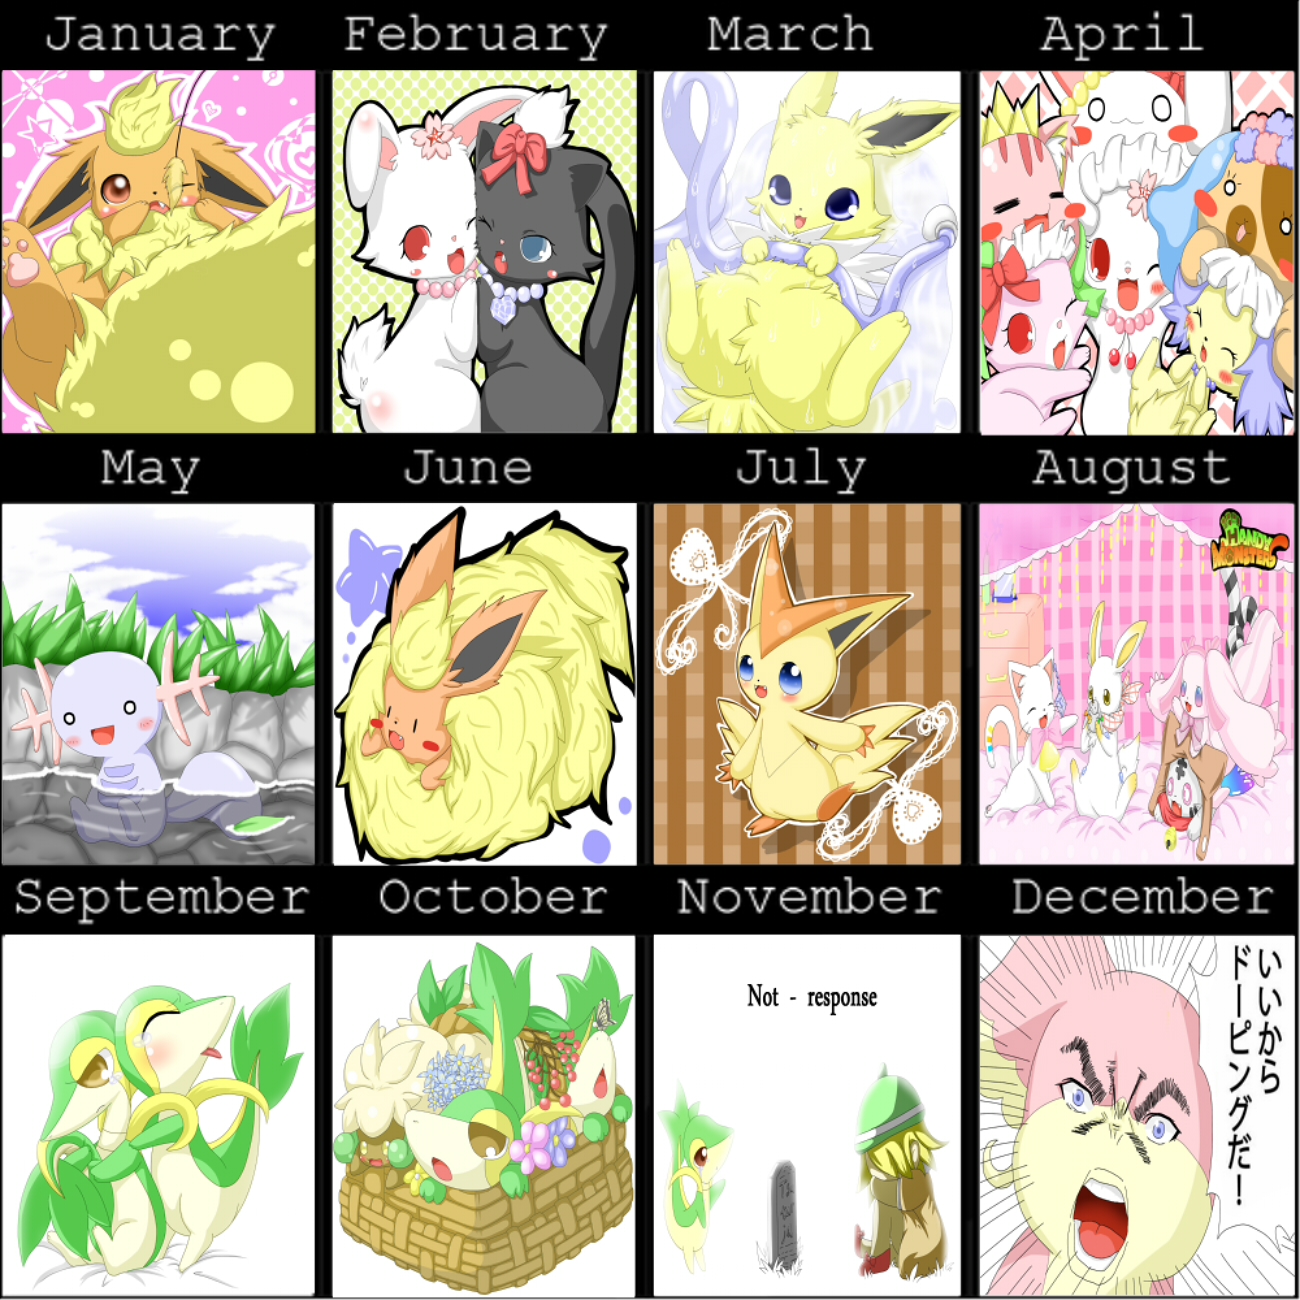 January February March April
May June July August
HANDY
MONSTERS
September October November December
Not - response
いいから
ドーピングだ！